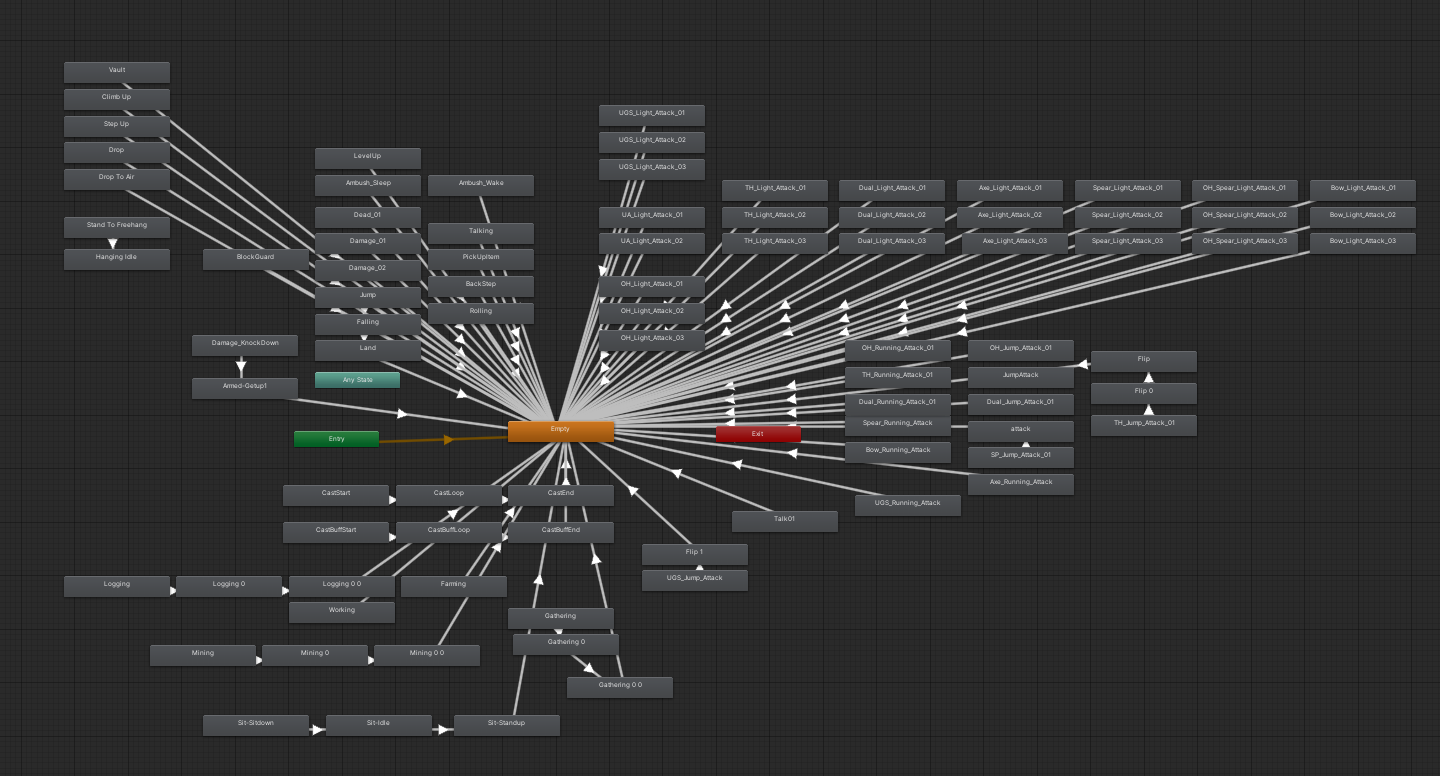 Vault
Climb Up
Step Up
Drop
Drop To Air
Stand To Freehang
Hanging Idle
BlockGuard
LevelUp
Ambush_Sleep
Ambush_Wake
Dead_01
Talking
Damage_01
PickUpItem
Damage_02
BackStep
Jump
Rolling
Falling
Land
Any State
Damage_KnockDown
Armed-Getup1
Entry
Empty
Exit
UGS_Light_Attack_01
UGS_Light_Attack_02
UGS_Light_Attack_03
UA_Light_Attack_01
UA_Light_Attack_02
OH_Light_Attack_01
OH_Light_Attack_02
OH_Light_Attack_03
TH_Light_Attack_01
Dual_Light_Attack_01
Axe_Light_Attack_01
Spear_Light_Attack_01
OH_Spear_Light_Attack_01
Bow_Light_Attack_01
TH_Light_Attack_02
Dual_Light_Attack_02
Axe_Light_Attack_02
Spear_Light_Attack_02
OH_Spear_Light_Attack_02
Bow_Light_Attack_02
TH_Light_Attack_03
Dual_Light_Attack_03
Axe_Light_Attack_03
Spear_Light_Attack_03
OH_Spear_Light_Attack_03
Bow_Light_Attack_03
OH_Running_Attack_01
OH_Jump_Attack_01
Flip
TH_Running_Attack_01
JumpAttack
Flip 0
Dual_Running_Attack_01
Dual_Jump_Attack_01
TH_Jump_Attack_01
Spear_Running_Attack
attack
Bow_Running_Attack
SP_Jump_Attack_01
Axe_Running_Attack
UGS_Running_Attack
Talk01
Flip 1
UGS_Jump_Attack
CastStart
CastLoop
CastEnd
CastBuffStart
CastBuffLoop
CastBuffEnd
Logging
Logging 0
Logging 0 0
Farming
Working
Gathering
Gathering 0
Gathering 0 0
Mining
Mining 0
Mining 0 0
Sit-Sitdown
Sit-Idle
Sit-Standup